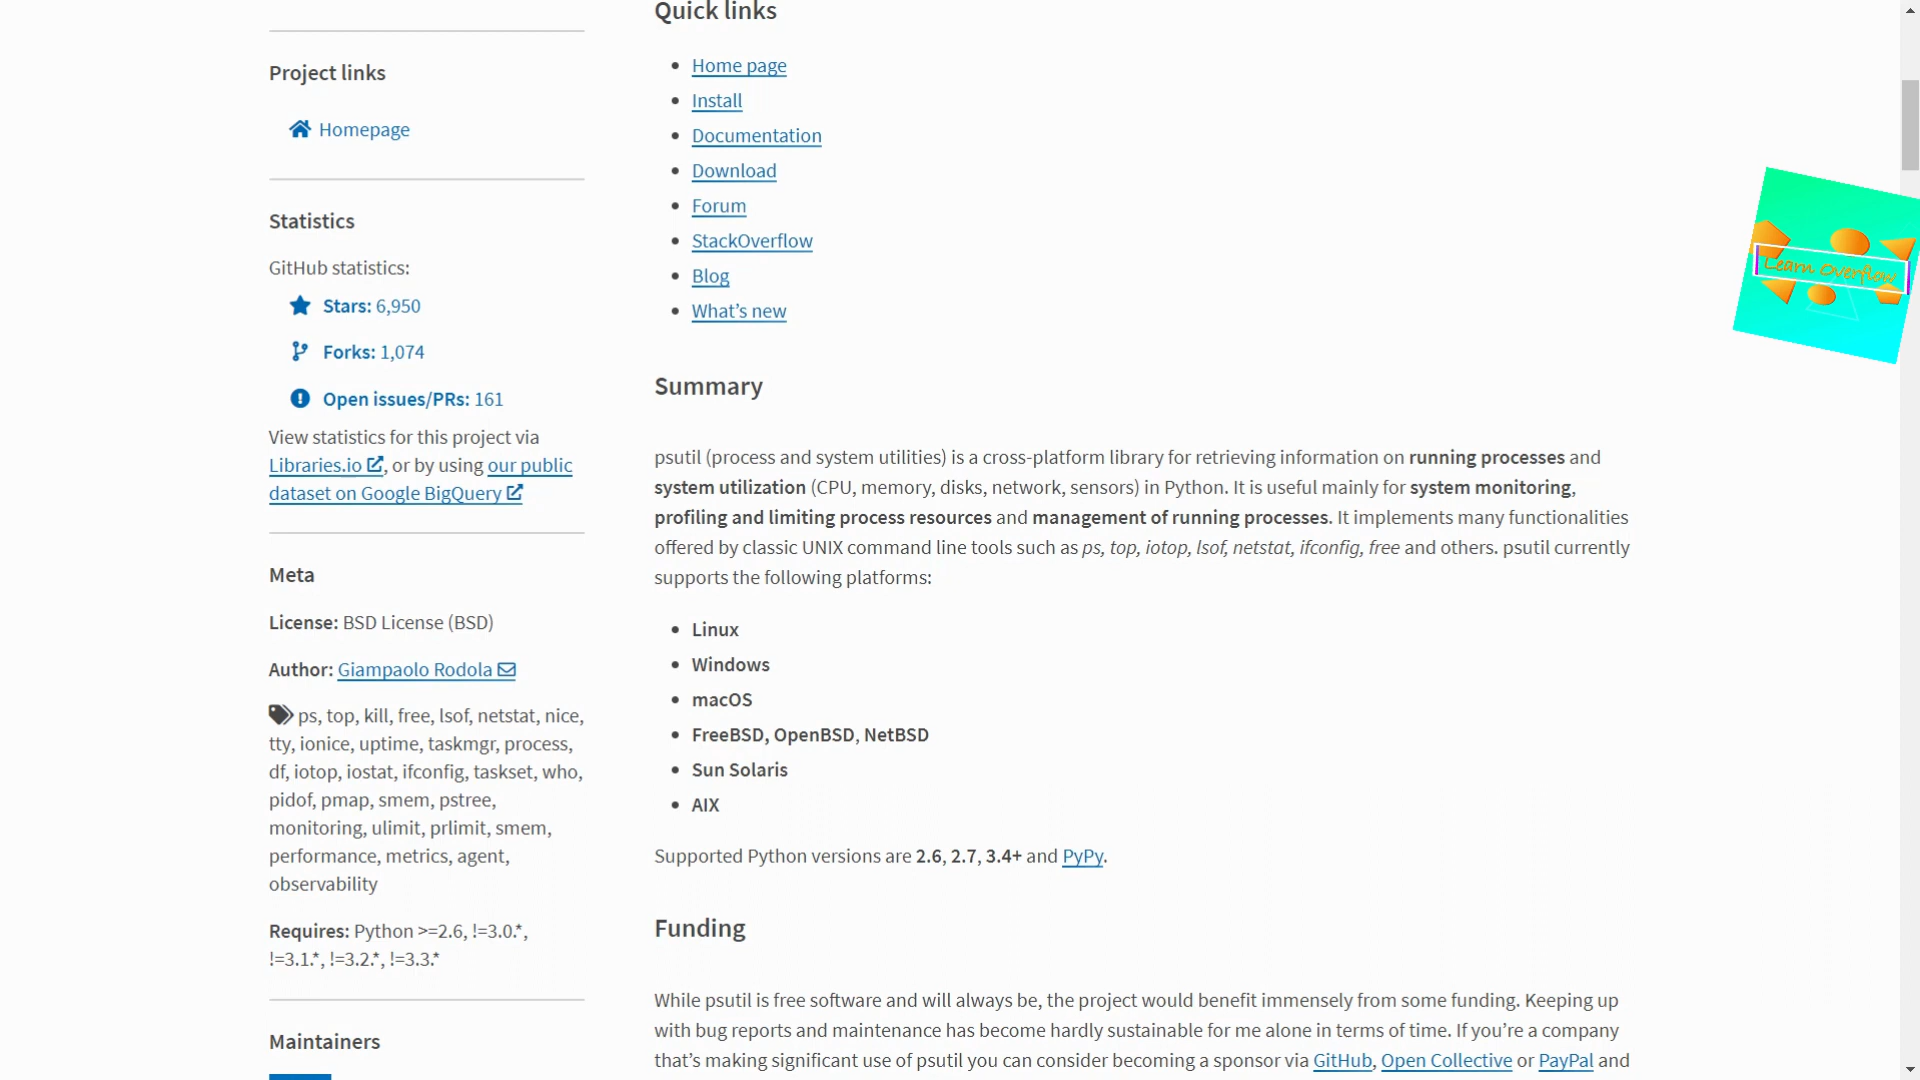 Project links
Homepage
Statistics
GitHub statistics:
Stars: 6,950
Forks: 1,074
Open issues/PRs: 161
View statistics for this project via
Libraries.io , or by using our public
dataset on Google BigQuery
Meta
License: BSD License (BSD)
Author: Giampaolo Rodola
ps, top, kill, free, lsof, netstat, nice,
tty, ionice, uptime, taskmgr, process,
df, iotop, iostat, ifconfig, taskset, who,
pidof, pmap, smem, pstree,
monitoring, ulimit, prlimit, smem,
performance, metrics, agent,
observability
Requires: Python >=2.6, !=3.0.*,
!=3.1.*, !=3.2.*, !=3.3.*
Maintainers
Quick links
Home page
Install
Documentation
Download
Forum
StackOverflow
Blog
What’s new
Summary
psutil (process and system utilities) is a cross-platform library for retrieving information on running processes and
system utilization (CPU, memory, disks, network, sensors) in Python. It is useful mainly for system monitoring,
profiling and limiting process resources and management of running processes. It implements many functionalities
offered by classic UNIX command line tools such as ps, top, iotop, lsof, netstat, ifconfig, free and others. psutil currently
supports the following platforms:
Linux
Windows
macOS
FreeBSD, OpenBSD, NetBSD
Sun Solaris
AIX
Supported Python versions are 2.6, 2.7, 3.4+ and PyPy.
Funding
While psutil is free software and will always be, the project would benefit immensely from some funding. Keeping up
with bug reports and maintenance has become hardly sustainable for me alone in terms of time. If you’re a company
that’s making significant use of psutil you can consider becoming a sponsor via GitHub, Open Collective or PayPal and
Learn Overflow